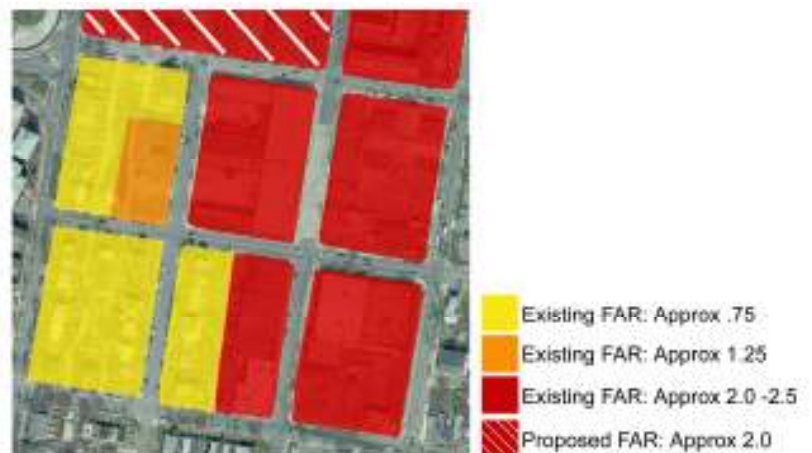 Existing FAR: Approx .75
Existing FAR: Approx 1.25
Existing FAR: Approx 2.0 -2.5
Proposed FAR: Approx 2.0